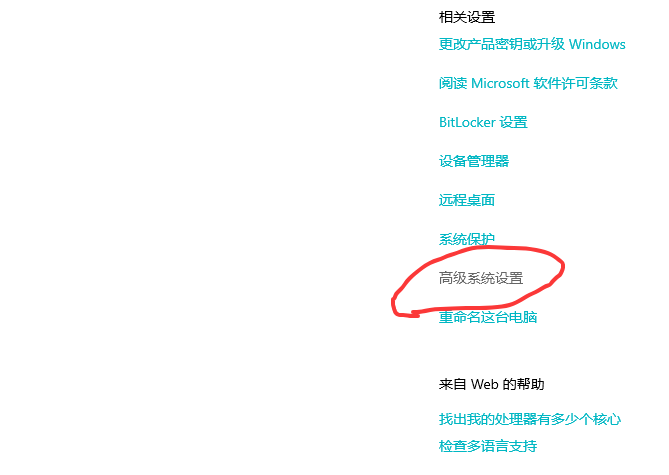 相关设置
更改产品密钥或升级 Windows
阅读 Microsoft 软件许可条款
BitLocker 设置
设备管理器
远程桌面
系统保护
高级系统设置
重命名这台电脑
来自 Web 的帮助
找出我的处理器有多少个核心
检查多语言支持